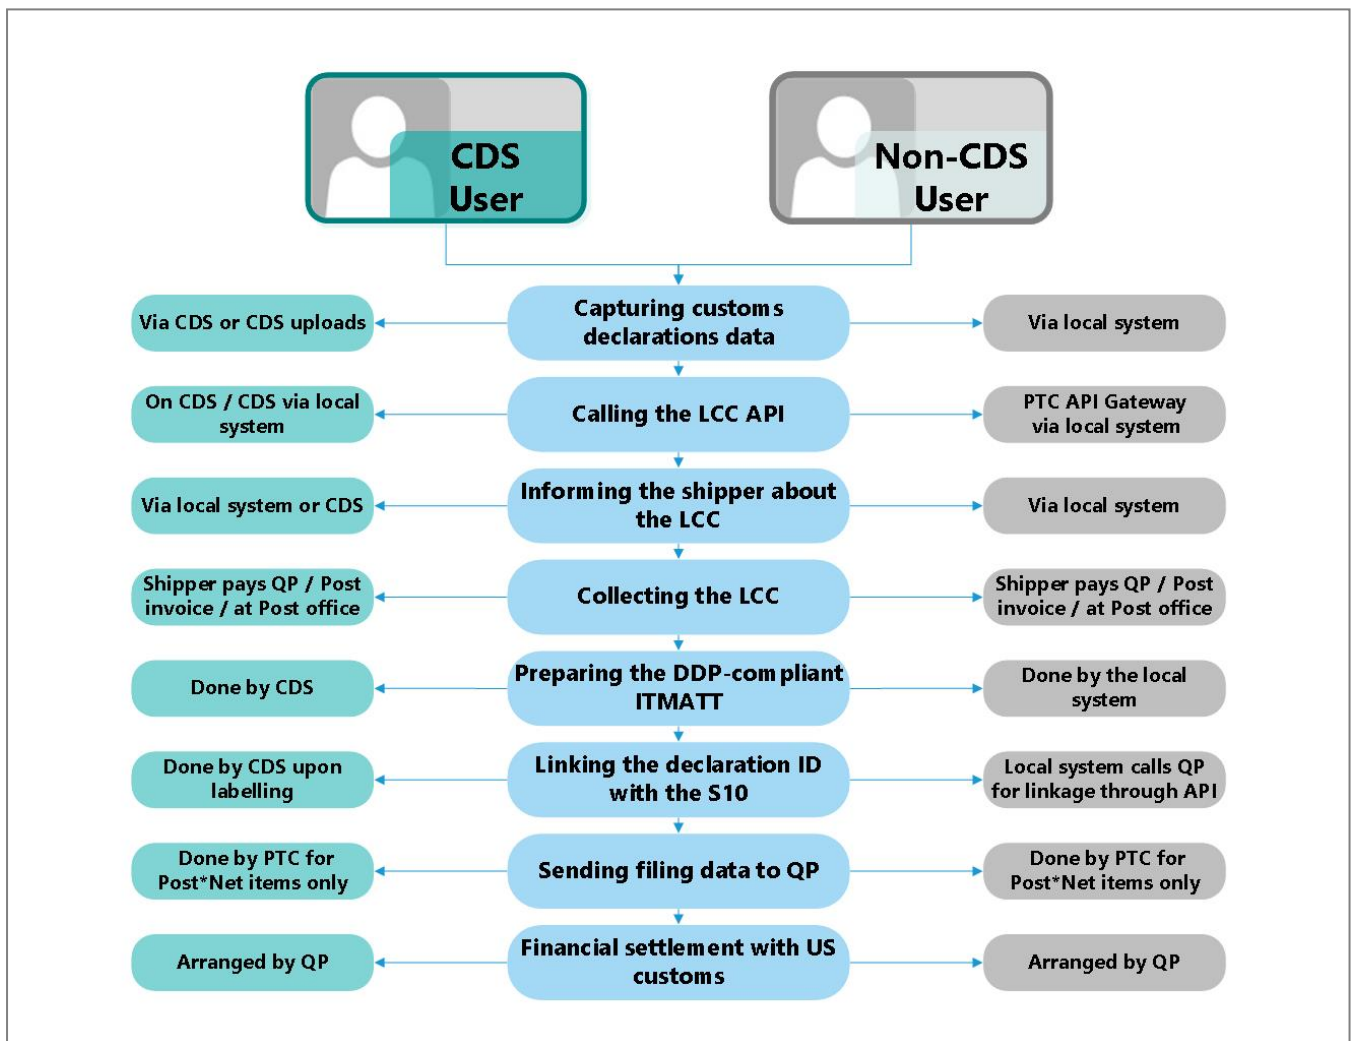 CDS
User
Non-CDS
User
Via CDS or CDS uploads
Capturing customs
declarations data
Via local system
On CDS / CDS via local
system
Calling the LCC API
PTC API Gateway
via local system
Via local system or CDS
Informing the shipper about
the LCC
Via local system
Shipper pays QP / Post
invoice / at Post office
Collecting the LCC
Shipper pays QP / Post
invoice / at Post office
Done by CDS
Preparing the DDP-compliant
ITMATT
Done by the local
system
Done by CDS upon
labelling
Linking the declaration ID
with the S10
Local system calls QP
for linkage through API
Done by PTC for
Post*Net items only
Sending filing data to QP
Done by PTC for
Post*Net items only
Arranged by QP
Financial settlement with US
customs
Arranged by QP